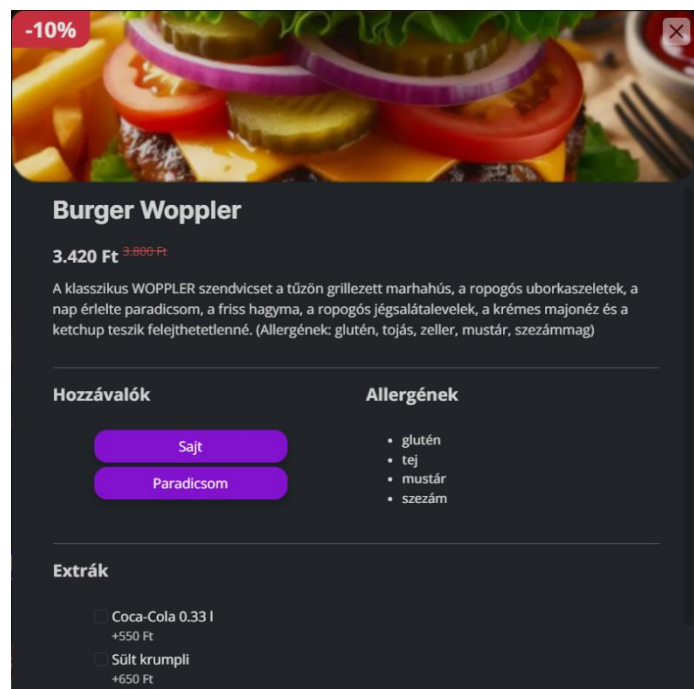 -10%
Burger Woppler
3.420 Ft 3.800 Ft
A klasszikus WOPPLER szendvicset a tűzön grillezett marhahús, a ropogós uborkaszeletek, a
nap érlelte paradicsom, a friss hagyma, a ropogós jégsalátalevelek, a krémes majonéz és a
ketchup teszik felejthetetlenné. (Allergének: glutén, tojás, zeller, mustár, szezámmag)
Hozzávalók
Sajt
Paradicsom
Allergének
• glutén
• tej
• mustár
• szezám
Extrák
Coca-Cola 0.33 l
+550 Ft
Sült krumpli
+650 Ft